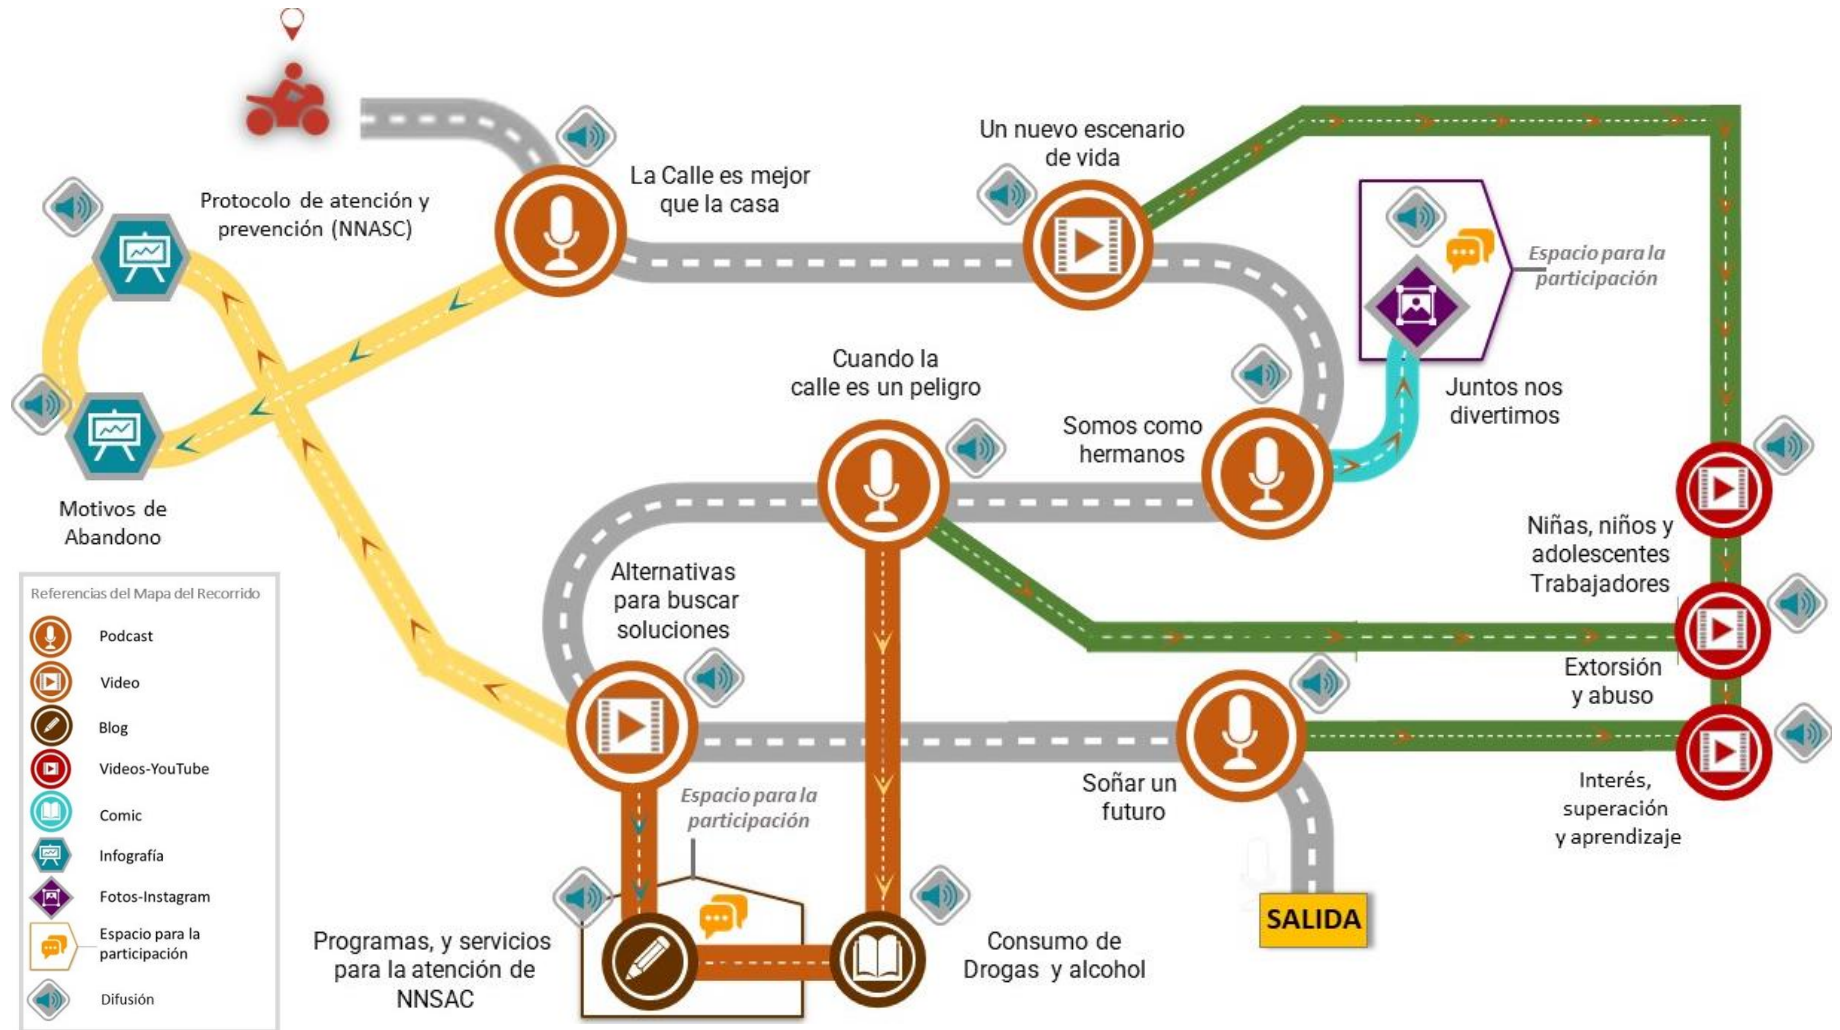 Un nuevo escenario
de vida
La Calle es mejor
que la casa
Protocolo de atención y
prevención (NNASC)
Espacio para la
participación
Cuando la
calle es un peligro
Juntos nos
divertimos
Somos como
hermanos
Motivos de
Abandono
Niñas, niños y
adolescentes
Trabajadores
Alternativas
para buscar
soluciones
Extorsión
y abuso
Soñar un
futuro
Interés,
superación
y aprendizaje
Espacio para la
participación
SALIDA
Programas, y servicios
para la atención de
NNSAC
Consumo de
Drogas y alcohol
Referencias del Mapa del Recorrido
Podcast
Video
Blog
Videos-YouTube
Comic
Infografía
Fotos-Instagram
Espacio para la
participación
Difusión